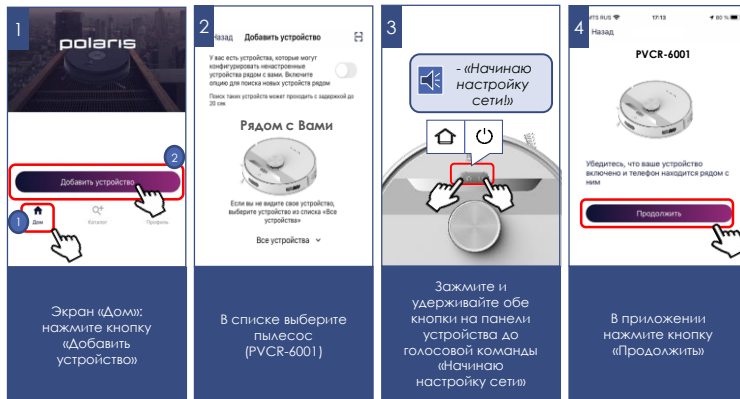 1
polaris
2
Добавить устройство
1
Дом
Каталог
Профиль
Экран «Дом»:
нажмите кнопку
«Добавить
устройство»
2
Назад Добавить устройство
У вас есть устройства, которые могут
конфигурировать ненастроенные
устройства рядом с вами. Включите
опцию для поиска новых устройств рядом
Поиск таких устройств может проходить с задержкой до
20 сек
Рядом с Вами
Если вы не видите свое устройство,
выберите устройство из списка «Все
устройства»
Все устройства
В списке выберите
пылесос
(PVCR-6001)
3
- «Начинаю
настройку
сети!»
Зажмите и
удерживайте обе
кнопки на панели
устройства до
голосовой команды
«Начинаю
настройку сети»
4
MTS RUS 17:13 80 %
Назад
PVCR-6001
Убедитесь, что ваше устройство
включено и телефон находится рядом с
ним
Продолжить
В приложении
нажмите кнопку
«Продолжить»